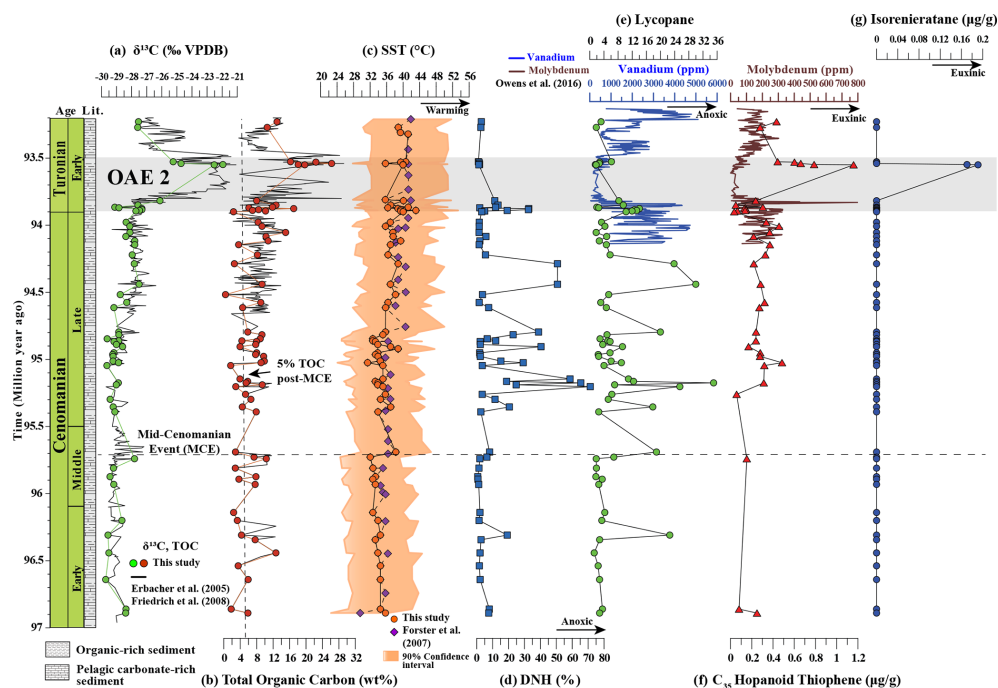 (e) Lycopane
(g) Isorenieratane (µg/g)
(a) δ¹³C (‰ VPDB)
(c) SST (°C)
0 4 8 12 16 20 24 28 32 36
0 0.04 0.08 0.12 0.16 0.2
Vanadium
Molybdenum
Owens et al. (2016)
Vanadium (ppm)
Molybdenum (ppm)
Euxinic
-30 -29 -28 -27 -26 -25 -24 -23 -22 -21
20 24 28 32 36 40 44 48 52 56
0 1000 2000 3000 4000 5000 6000
0 100 200 300 400 500 600 700 800
Warming
Anoxic
Euxinic
Age Lit.
Time (Million year ago)
Turonian
Early
Cenomanian
Late
Middle
Early
93.5
94
94.5
95
95.5
96
96.5
97
OAE 2
5% TOC
post-MCE
Mid-Cenomanian
Event (MCE)
δ¹³C, TOC
This study
Erbacher et al. (2005)
Friedrich et al. (2008)
This study
Forster et al.
(2007)
90% Confidence
interval
Anoxic
Organic-rich sediment
Pelagic carbonate-rich
sediment
0 4 8 12 16 20 24 28 32
0 10 20 30 40 50 60 70 80
0 0.2 0.4 0.6 0.8 1 1.2
(b) Total Organic Carbon (wt%)
(d) DNH (%)
(f) C₃₅ Hopanoid Thiophene (µg/g)